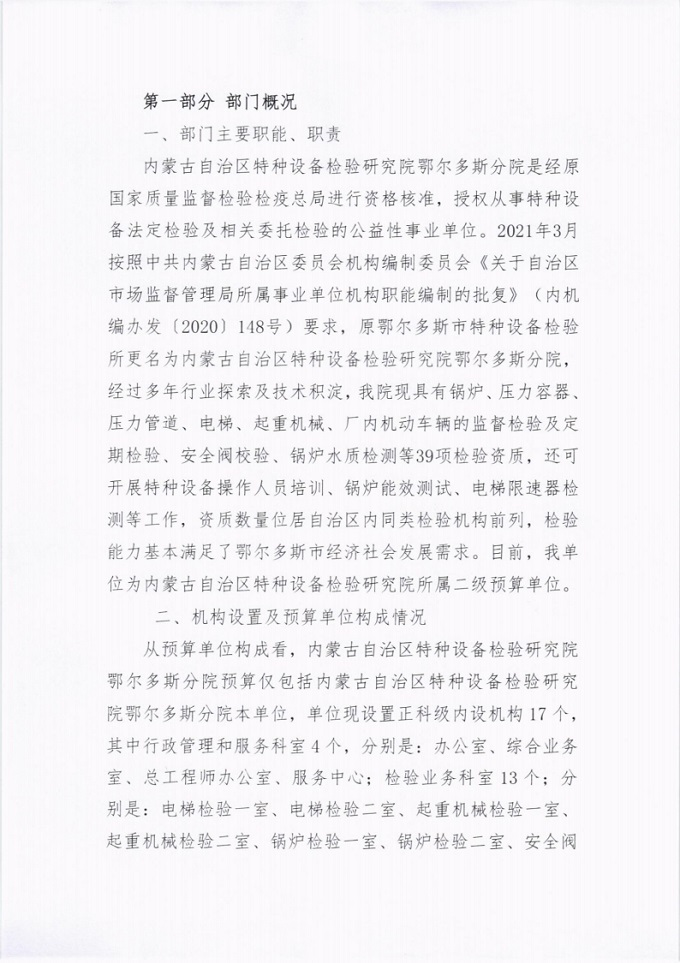 第一部分 部门概况
一、部门主要职能、职责
内蒙古自治区特种设备检验研究院鄂尔多斯分院是经原
国家质量监督检验检疫总局进行资格核准，授权从事特种设
备法定检验及相关委托检验的公益性事业单位。2021年3月
按照中共内蒙古自治区委员会机构编制委员会《关于自治区
市场监督管理局所属事业单位机构职能编制的批复》（内机
编办发〔2020〕148号）要求，原鄂尔多斯市特种设备检验
所更名为内蒙古自治区特种设备检验研究院鄂尔多斯分院，
经过多年行业探索及技术积淀，我院现具有锅炉、压力容器、
压力管道、电梯、起重机械、厂内机动车辆的监督检验及定
期检验、安全阀校验、锅炉水质检测等39项检验资质，还可
开展特种设备操作人员培训、锅炉能效测试、电梯限速器检
测等工作，资质数量位居自治区内同类检验机构前列，检验
能力基本满足了鄂尔多斯市经济社会发展需求。目前，我单
位为内蒙古自治区特种设备检验研究院所属二级预算单位。
二、机构设置及预算单位构成情况
从预算单位构成看，内蒙古自治区特种设备检验研究院
鄂尔多斯分院预算仅包括内蒙古自治区特种设备检验研究
院鄂尔多斯分院本单位，单位现设置正科级内设机构 17 个，
其中行政管理和服务科室 4 个，分别是：办公室、综合业务
室、总工程师办公室、服务中心；检验业务科室 13 个；分
别是：电梯检验一室、电梯检验二室、起重机械检验一室、
起重机械检验二室、锅炉检验一室、锅炉检验二室、安全阀